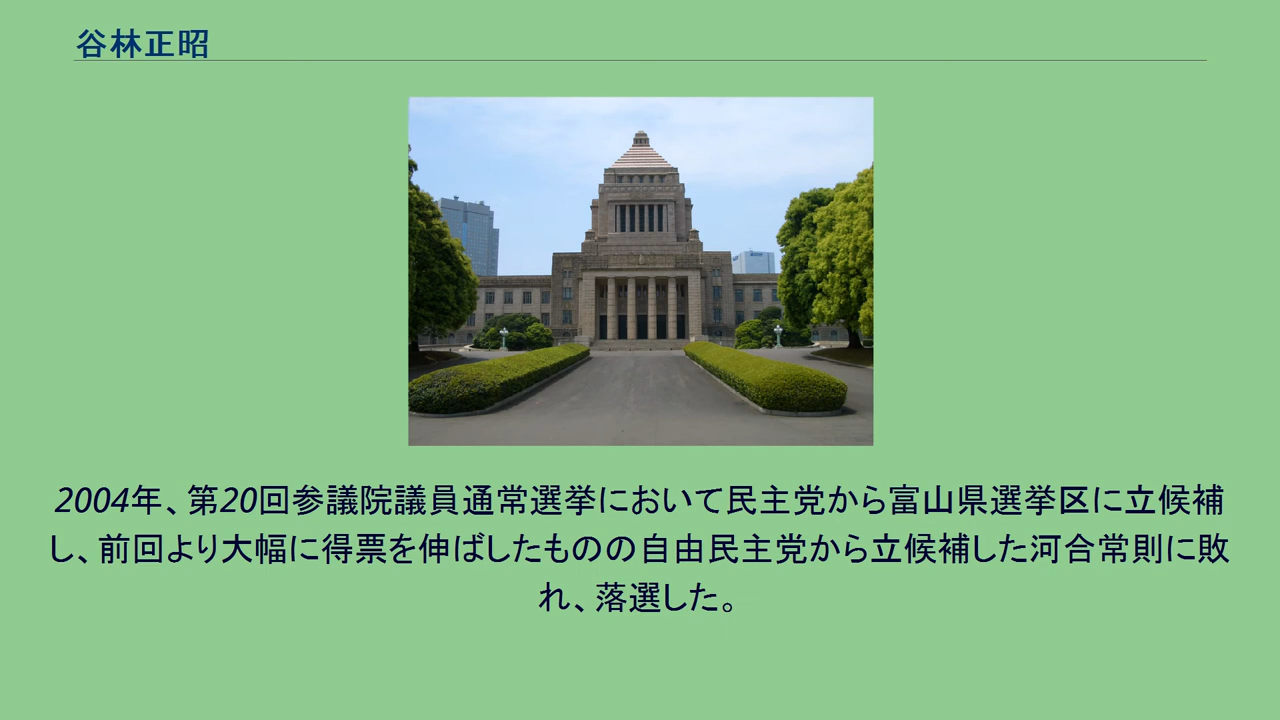 谷林正昭
2004年、第20回参議院議員通常選挙において民主党から富山県選挙区に立候補
し、前回より大幅に得票を伸ばしたものの自由民主党から立候補した河合常則に敗
れ、落選した。